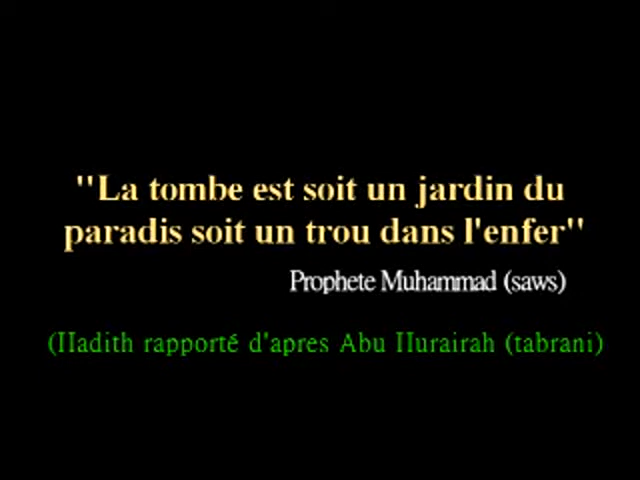 "La tombe est soit un jardin du
paradis soit un trou dans l'enfer"
Prophete Muhammad (saws)
(Hadith rapporté d'apres Abu Hurairah (tabrani)